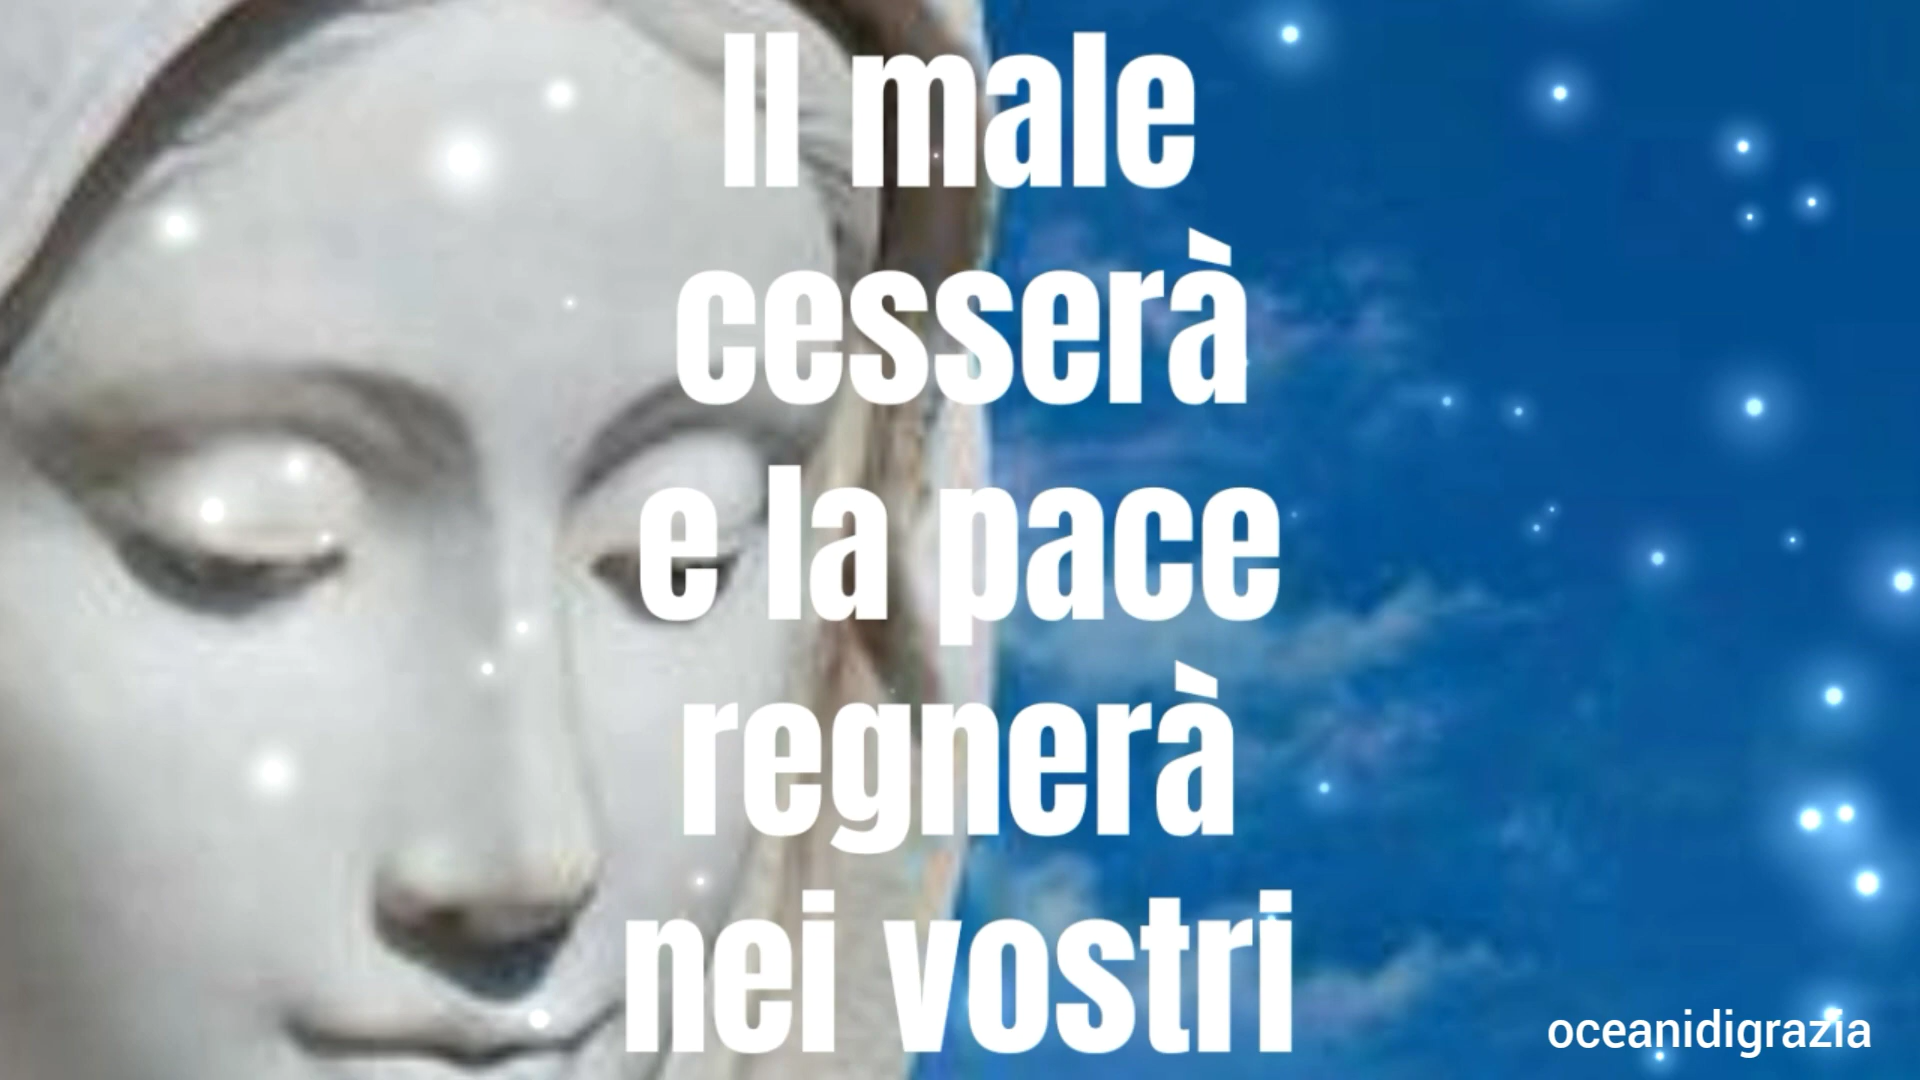 Il male
cesserà
e la pace
regnerà
nei vostri
oceanidigrazia